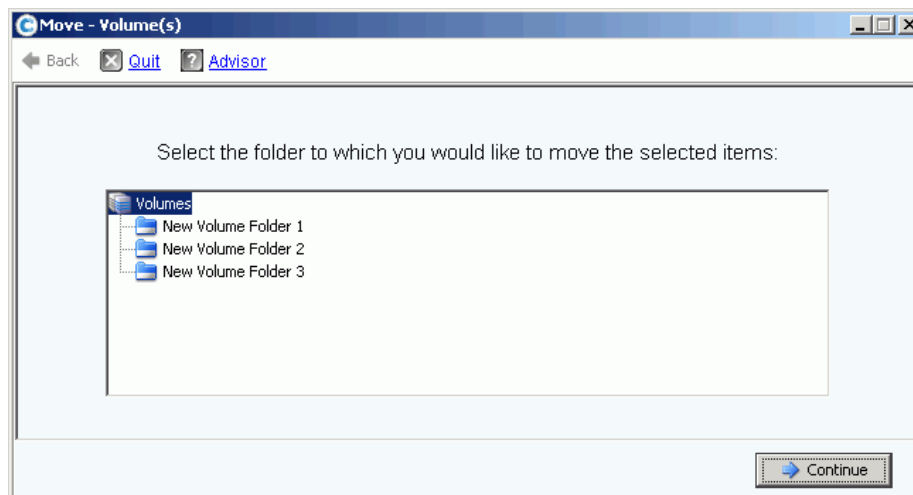 Move - Volume(s)
Back Quit ? Advisor
Select the folder to which you would like to move the selected items:
Volumes
New Volume Folder 1
New Volume Folder 2
New Volume Folder 3
Continue